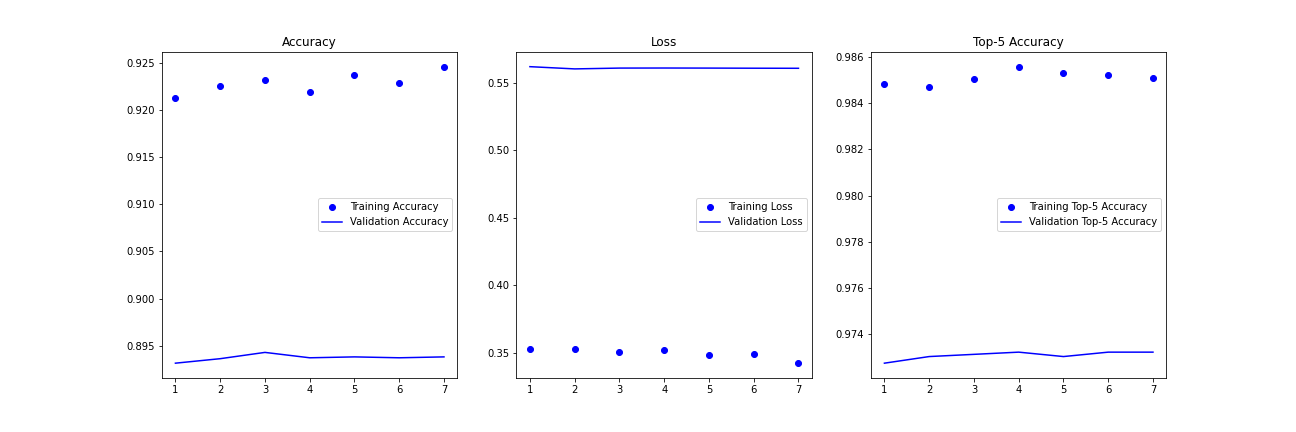 Accuracy
0.925
0.920
0.915
0.910
0.905
0.900
0.895
1 2 3 4 5 6 7
Training Accuracy
Validation Accuracy
Loss
0.55
0.50
0.45
0.40
0.35
1 2 3 4 5 6 7
Training Loss
Validation Loss
Top-5 Accuracy
0.986
0.984
0.982
0.980
0.978
0.976
0.974
1 2 3 4 5 6 7
Training Top-5 Accuracy
Validation Top-5 Accuracy